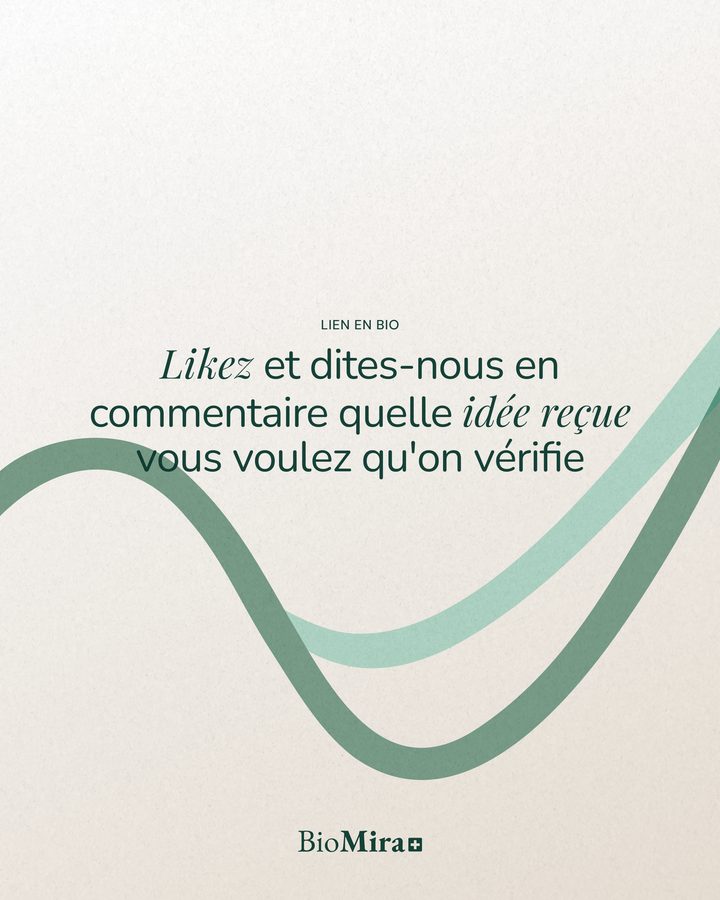 LIEN EN BIO
Likez et dites-nous en
commentaire quelle idée reçue
vous voulez qu'on vérifie
BioMira